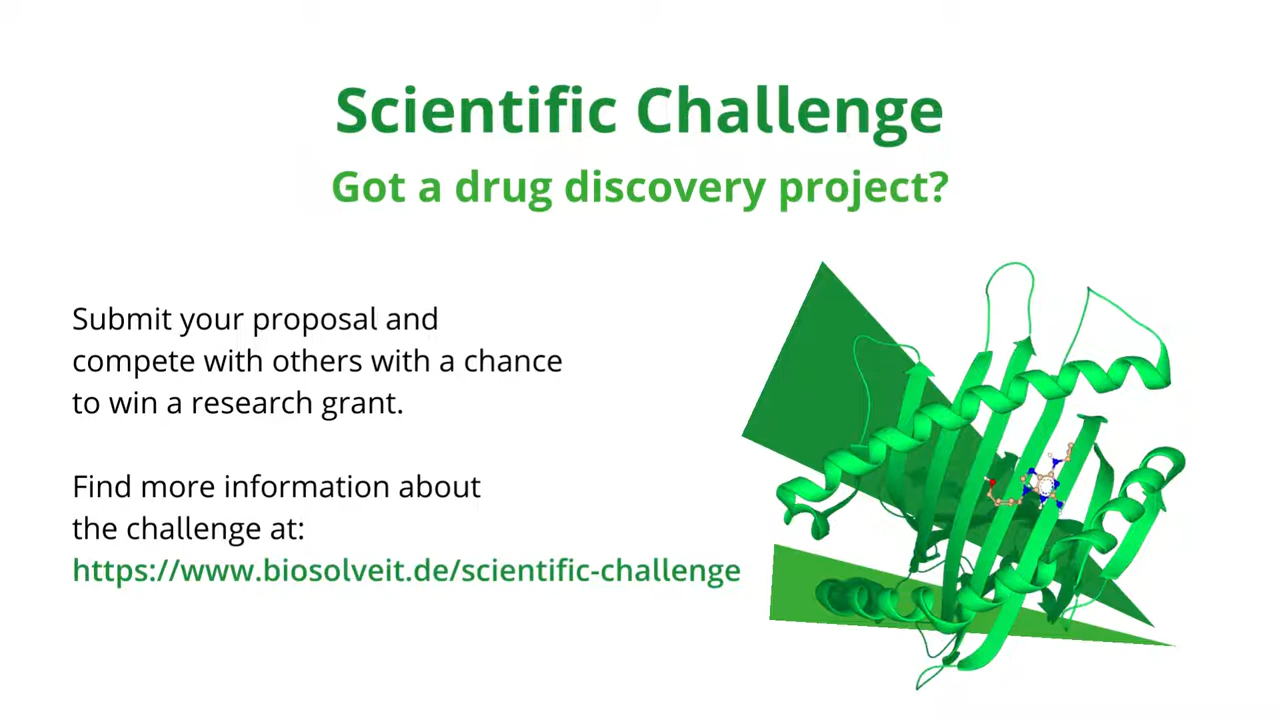 Scientific Challenge
Got a drug discovery project?
Submit your proposal and
compete with others with a chance
to win a research grant.
Find more information about
the challenge at:
https://www.biosolveit.de/scientific-challenge